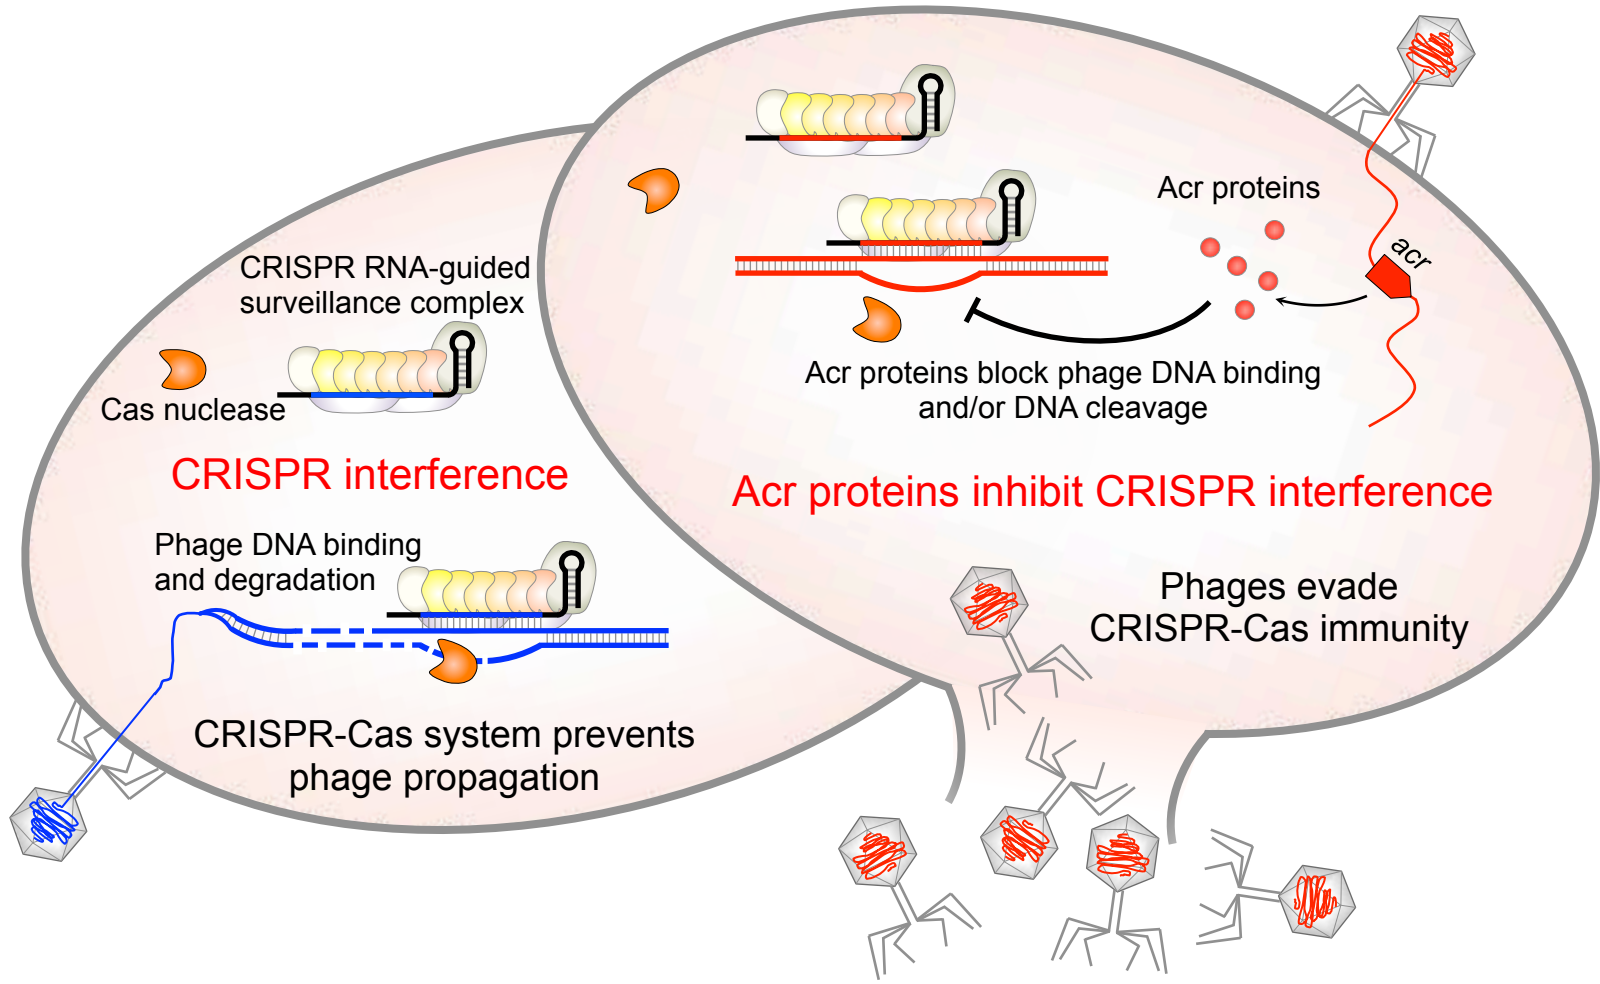 CRISPR RNA-guided
surveillance complex
Cas nuclease
CRISPR interference
Phage DNA binding
and degradation
CRISPR-Cas system prevents
phage propagation
Acr proteins
acr
Acr proteins block phage DNA binding
and/or DNA cleavage
Acr proteins inhibit CRISPR interference
Phages evade
CRISPR-Cas immunity